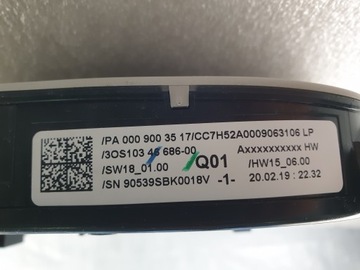 /PA 000 900 35 17/CC7H52A0009063106 LP
/3OS103 46 686-00 Axxxxxxxxxxx HW
/SW18_01.00 /Q01 /HW15_06.00
/SN 90539SBK0018V -1- 20.02.19 : 22.32